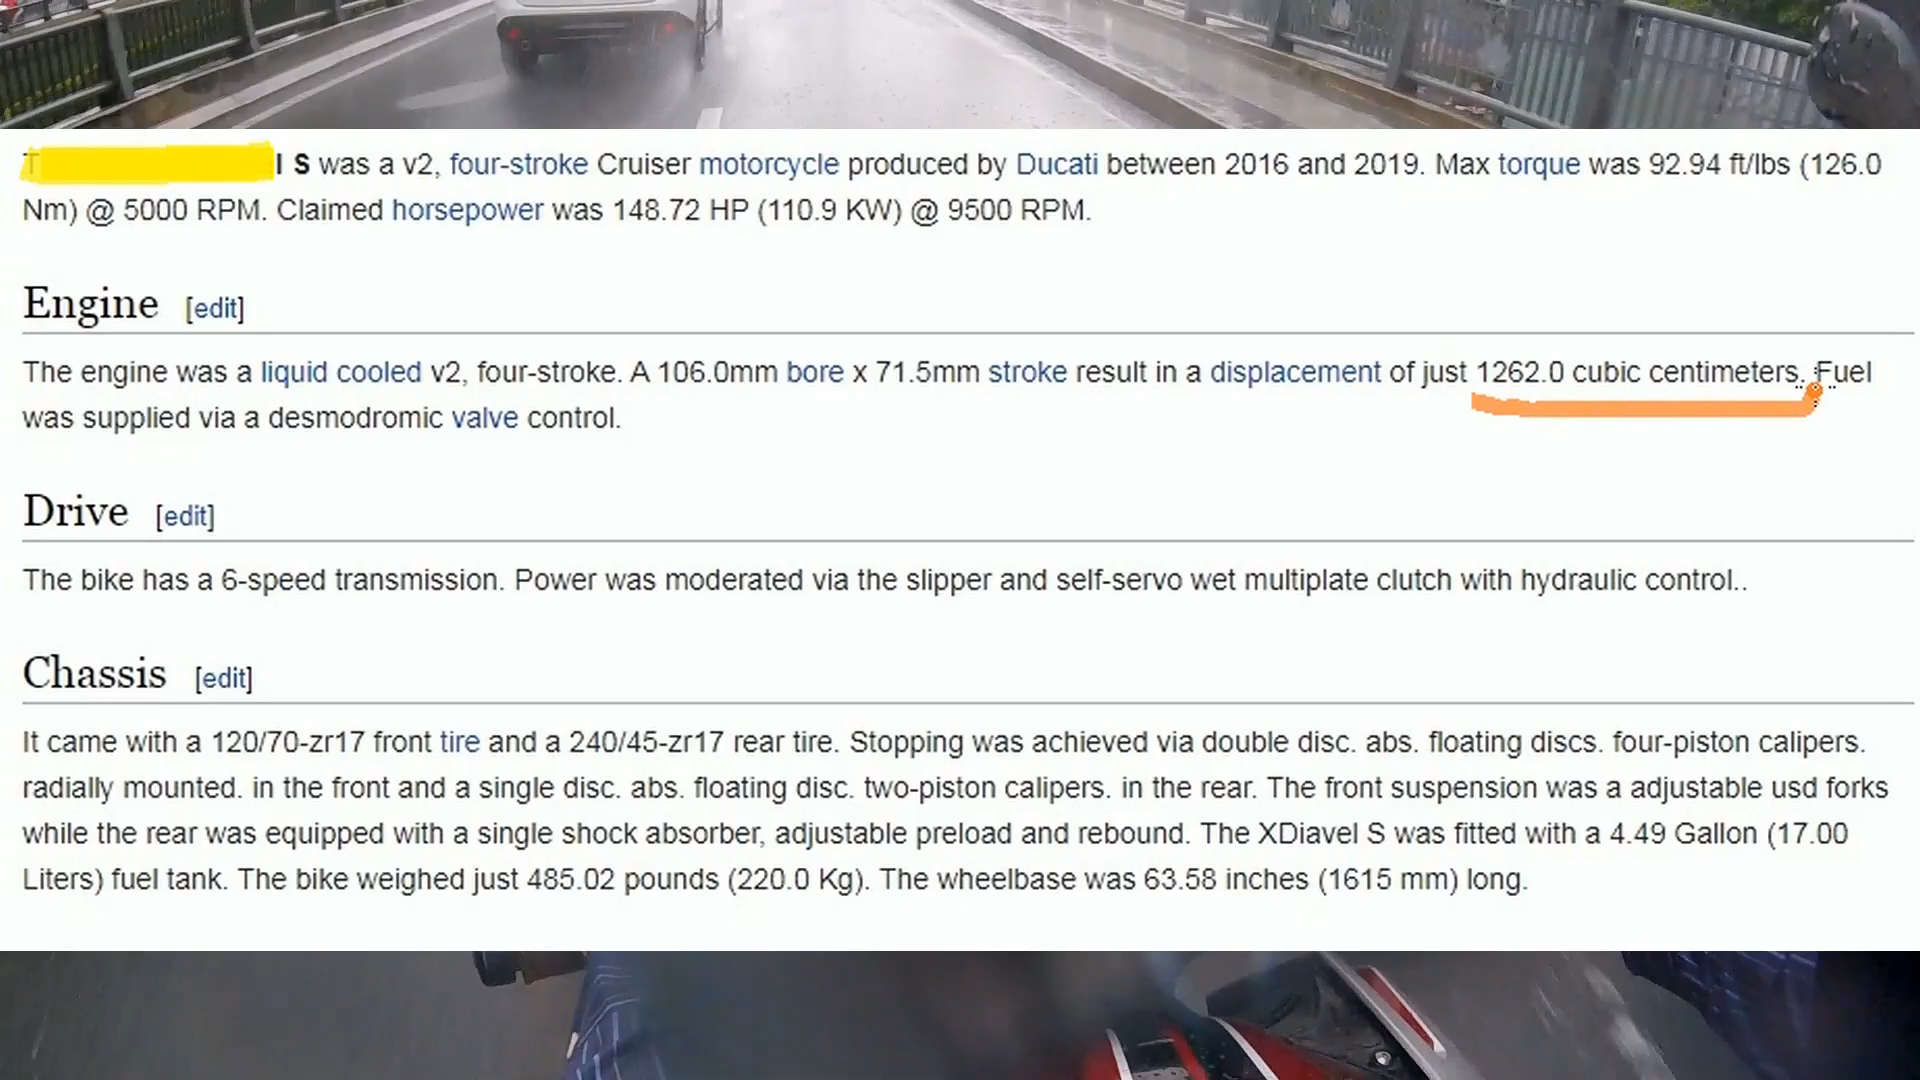 l S was a v2, four-stroke Cruiser motorcycle produced by Ducati between 2016 and 2019. Max torque was 92.94 ft/lbs (126.0
Nm) @ 5000 RPM. Claimed horsepower was 148.72 HP (110.9 KW) @ 9500 RPM.
Engine [edit]
The engine was a liquid cooled v2, four-stroke. A 106.0mm bore x 71.5mm stroke result in a displacement of just 1262.0 cubic centimeters. Fuel
was supplied via a desmodromic valve control.
Drive [edit]
The bike has a 6-speed transmission. Power was moderated via the slipper and self-servo wet multiplate clutch with hydraulic control..
Chassis [edit]
It came with a 120/70-zr17 front tire and a 240/45-zr17 rear tire. Stopping was achieved via double disc. abs. floating discs. four-piston calipers.
radially mounted. in the front and a single disc. abs. floating disc. two-piston calipers. in the rear. The front suspension was a adjustable usd forks
while the rear was equipped with a single shock absorber, adjustable preload and rebound. The XDiavel S was fitted with a 4.49 Gallon (17.00
Liters) fuel tank. The bike weighed just 485.02 pounds (220.0 Kg). The wheelbase was 63.58 inches (1615 mm) long.